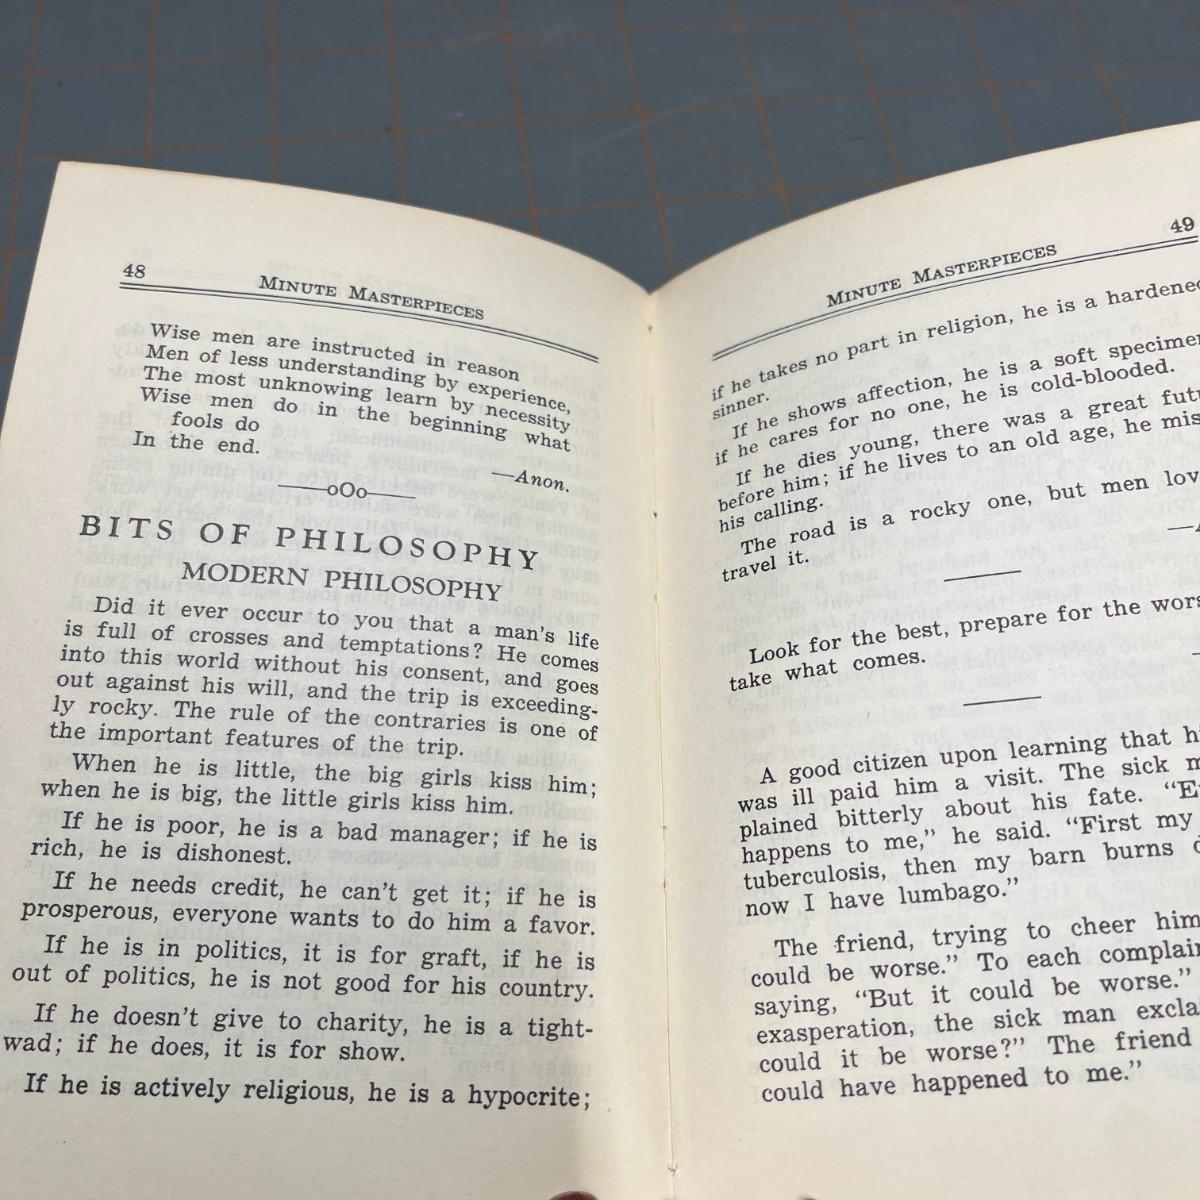 48
MINUTE MASTERPIECES
Wise men are instructed in reason
Men of less understanding by experience,
The most unknowing learn by necessity
Wise men do in the beginning what
fools do
In the end.
—Anon.
oOo
BITS OF PHILOSOPHY
MODERN PHILOSOPHY
Did it ever occur to you that a man's life
is full of crosses and temptations? He comes
into this world without his consent, and goes
out against his will, and the trip is exceeding-
ly rocky. The rule of the contraries is one of
the important features of the trip.
When he is little, the big girls kiss him;
when he is big, the little girls kiss him.
If he is poor, he is a bad manager; if he is
rich, he is dishonest.
If he needs credit, he can't get it; if he is
prosperous, everyone wants to do him a favor.
If he is in politics, it is for graft, if he is
out of politics, he is not good for his country.
If he doesn't give to charity, he is a tight-
wad; if he does, it is for show.
If he is actively religious, he is a hypocrite;
49
MINUTE MASTERPIECES
if he takes no part in religion, he is a hardened
sinner.
If he shows affection, he is a soft specimen
if he cares for no one, he is cold-blooded.
If he dies young, there was a great
before him; if he lives to an old age, he
his calling.
The road is a rocky one, but men
travel it.
Look for the best, prepare for the
take what comes.
A good citizen upon learning that
was ill paid him a visit. The sick
plained bitterly about his fate.
happens to me," he said. "First my
tuberculosis, then my barn burns
now I have lumbago."
The friend, trying to cheer him
could be worse." To each
saying, "But it could be worse."
exasperation, the sick man
could it be worse?" The friend
could have happened to me."